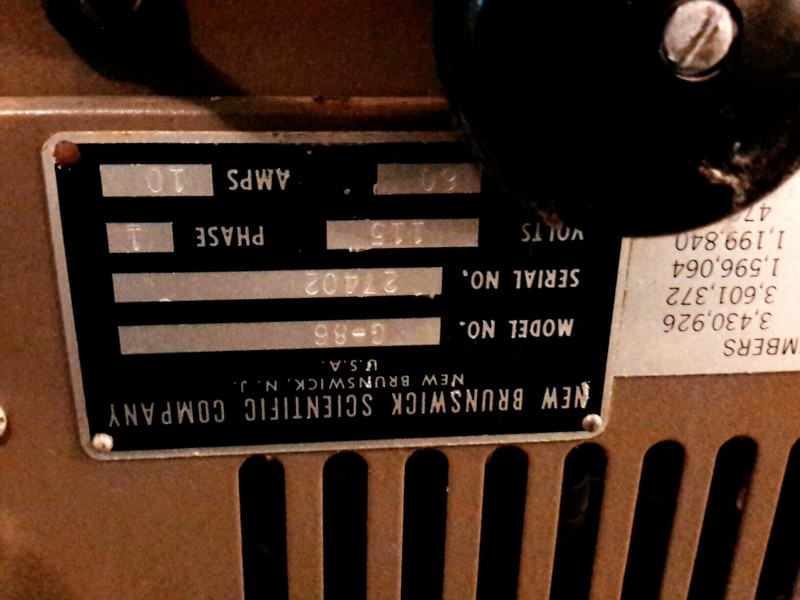 NEW BRUNSWICK SCIENTIFIC COMPANY
NEW BRUNSWICK, N. J.
U.S.A.
MODEL NO. G-86
SERIAL NO. 27402
VOLTS 115 PHASE 1
60 AMPS 10
MBERS
3,430,926
3,601,372
1,596,064
1,199,840
47